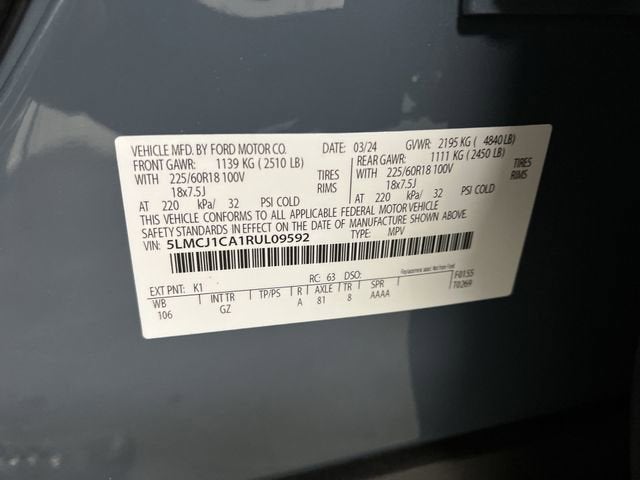 VEHICLE MFD. BY FORD MOTOR CO. 03/24 GVWR: 2195 KG ( 4840 LB)
FRONT GAWR: 1139 KG ( 2510 LB) REAR GAWR: 1111 KG ( 2450 LB)
WITH 225/60R18 100V TIRES WITH 225/60R18 100V TIRES
18x7.5J RIMS 18x7.5J RIMS
AT 220 kPa/ 32 PSI COLD AT 220 kPa/ 32 PSI COLD
THIS VEHICLE CONFORMS TO ALL APPLICABLE FEDERAL MOTOR VEHICLE
SAFETY STANDARDS IN EFFECT ON THE DATE OF MANUFACTURE SHOWN ABOVE.
VIN: 5LMCJ1CA1RUL09592 TYPE: MPV
EXT PNT: K1 RC: 63 DSO: F0155
WB INT TR TP/PS R AXLE TR SPR T0269
106 GZ A 81 8 AAAA